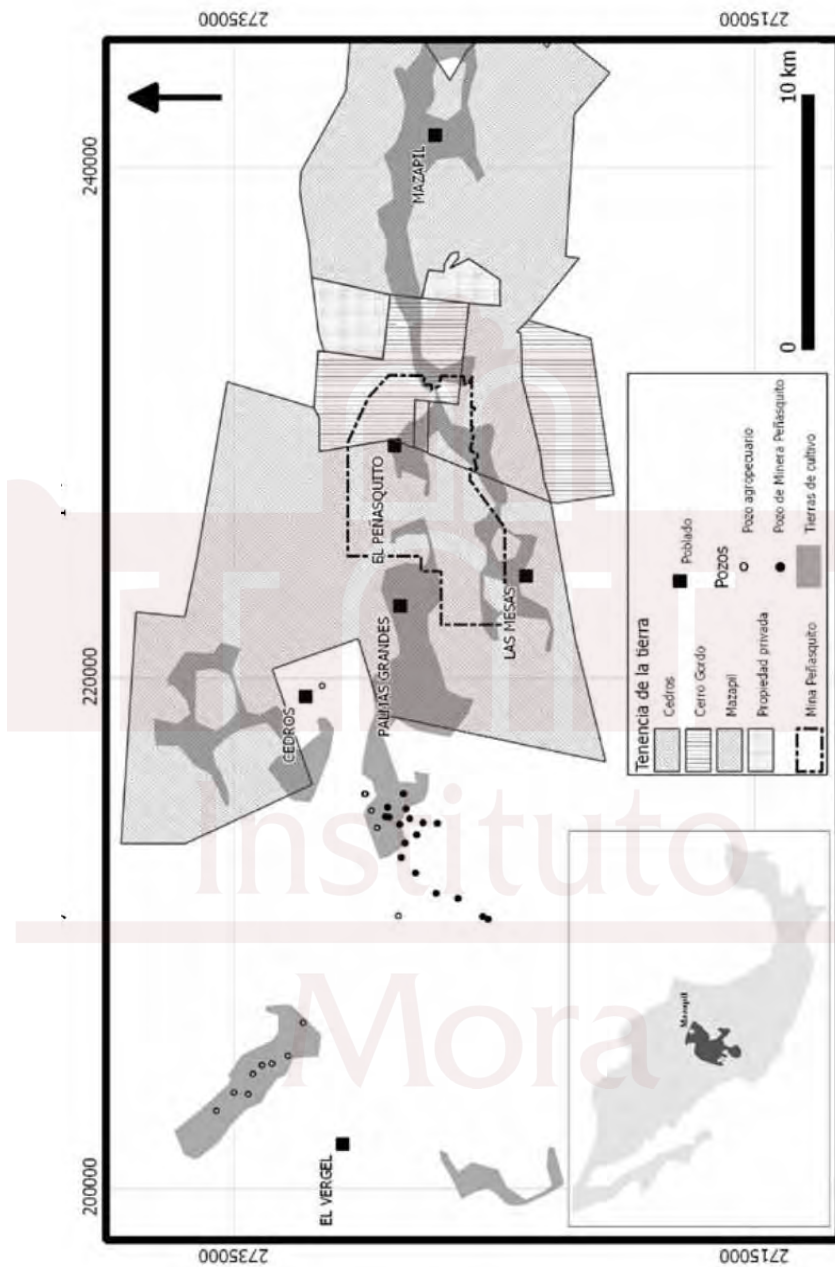 2735000
2715000
200000
220000
240000
EL VERGEL
CEDROS
PALMAS GRANDES
EL PEÑASQUITO
LAS MESAS
MAZAPIL
Mazapil
Tenencia de la tierra
Cedros
Cerro Gordo
Mazapil
Propiedad privada
Mina Peñasquito
Poblado
Pozos
Pozo agropecuario
Pozo de Minera Peñasquito
Tierras de cultivo
0
10 km
2735000
2715000
Instituto
Mora